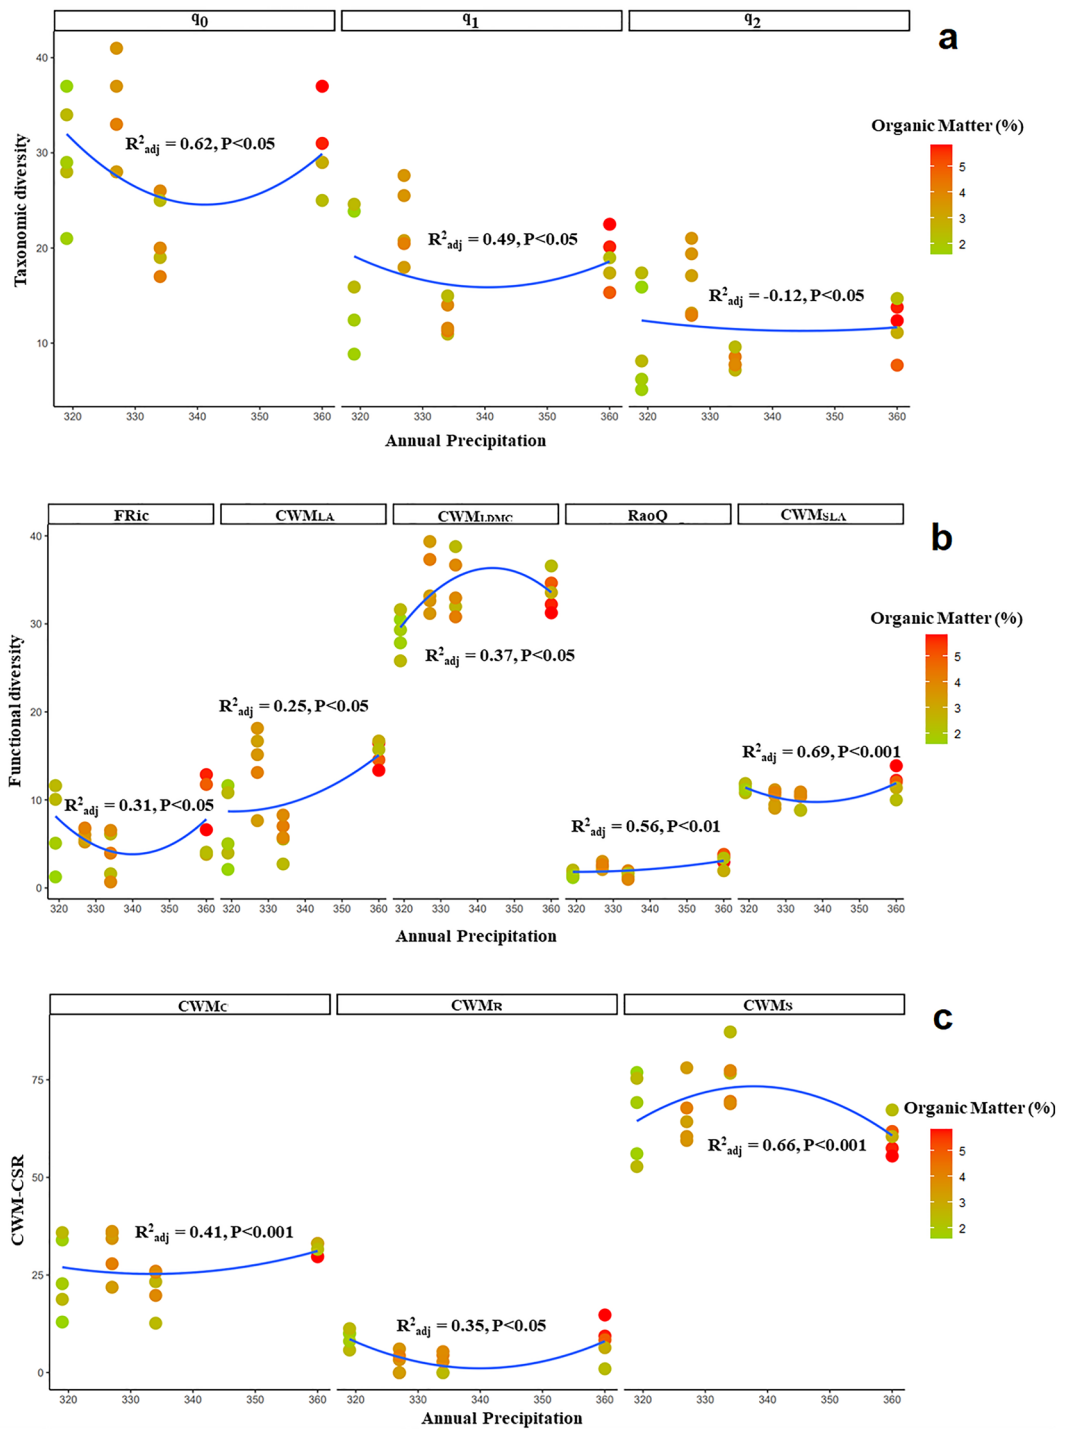 q0 q1 q2
a
40
30
20
10
Taxonomic diversity
R²adj = 0.62, P<0.05
R²adj = 0.49, P<0.05
R²adj = -0.12, P<0.05
Organic Matter (%)
5
4
3
2
320 330 340 350 360 320 330 340 350 360 320 330 340 350 360
Annual Precipitation
FRic CWMLA CWMLDMC RaoQ CWMSLA
b
40
30
20
10
0
Functional diversity
R²adj = 0.31, P<0.05
R²adj = 0.25, P<0.05
R²adj = 0.37, P<0.05
R²adj = 0.56, P<0.01
R²adj = 0.69, P<0.001
Organic Matter (%)
5
4
3
2
320 330 340 350 360 320 330 340 350 360 320 330 340 350 360 320 330 340 350 360 320 330 340 350 360
Annual Precipitation
CWMC CWMR CWMS
c
75
50
25
0
CWM-CSR
R²adj = 0.41, P<0.001
R²adj = 0.35, P<0.05
R²adj = 0.66, P<0.001
Organic Matter (%)
5
4
3
2
320 330 340 350 360 320 330 340 350 360 320 330 340 350 360
Annual Precipitation